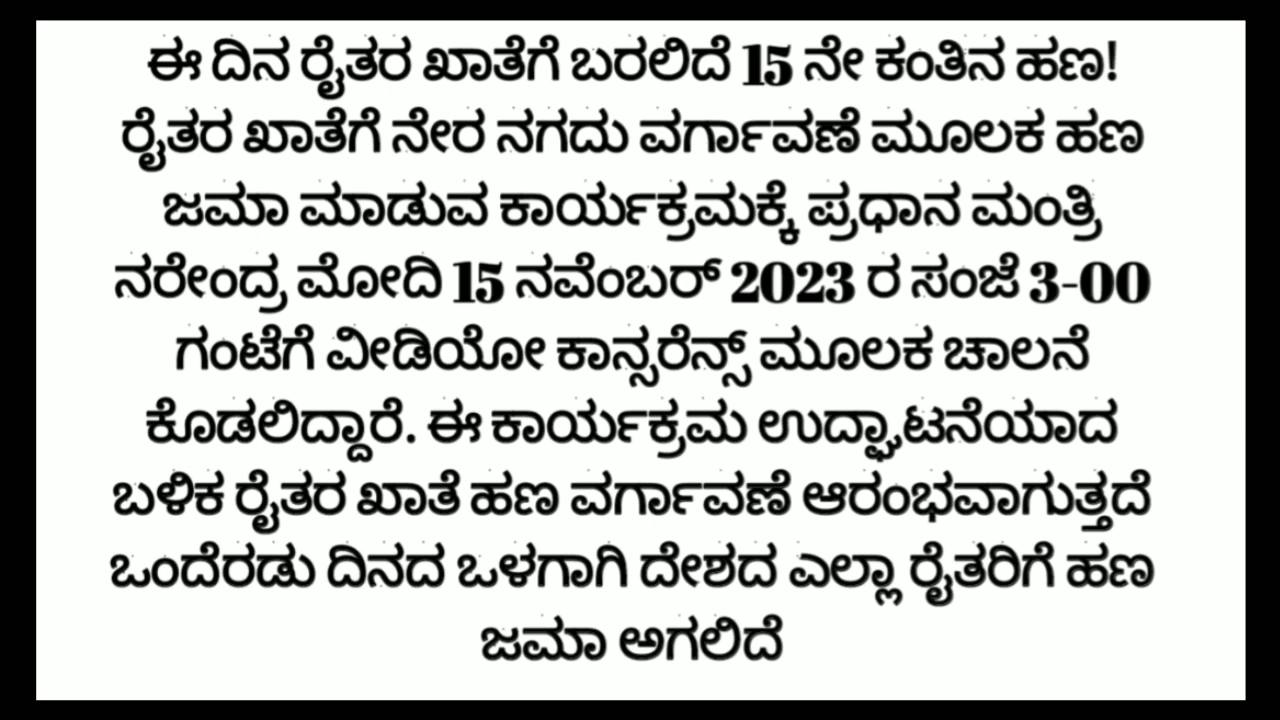 ಈ ದಿನ ರೈತರ ಖಾತೆಗೆ ಬರಲಿದೆ 15 ನೇ ಕಂತಿನ ಹಣ!
ರೈತರ ಖಾತೆಗೆ ನೇರ ನಗದು ವರ್ಗಾವಣೆ ಮೂಲಕ ಹಣ
ಜಮಾ ಮಾಡುವ ಕಾರ್ಯಕ್ರಮಕ್ಕೆ ಪ್ರಧಾನ ಮಂತ್ರಿ
ನರೇಂದ್ರ ಮೋದಿ 15 ನವೆಂಬರ್ 2023 ರ ಸಂಜೆ 3-00
ಗಂಟೆಗೆ ವೀಡಿಯೋ ಕಾನ್ಸರೆನ್ಸ್ ಮೂಲಕ ಚಾಲನೆ
ಕೊಡಲಿದ್ದಾರೆ. ಈ ಕಾರ್ಯಕ್ರಮ ಉದ್ಘಾಟನೆಯಾದ
ಬಳಿಕ ರೈತರ ಖಾತೆ ಹಣ ವರ್ಗಾವಣೆ ಆರಂಭವಾಗುತ್ತದೆ
ಒಂದೆರಡು ದಿನದ ಒಳಗಾಗಿ ದೇಶದ ಎಲ್ಲಾ ರೈತರಿಗೆ ಹಣ
ಜಮಾ ಅಗಲಿದೆ